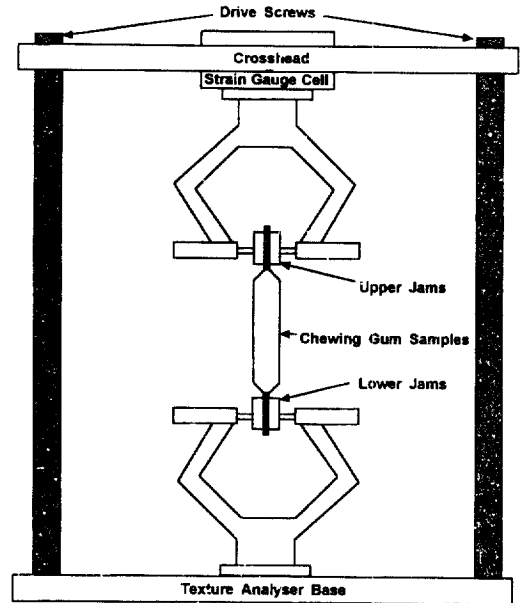 Drive Screws
Crosshead
Strain Gauge Cell
Upper Jams
Chewing Gum Samples
Lower Jams
Texture Analyser Base